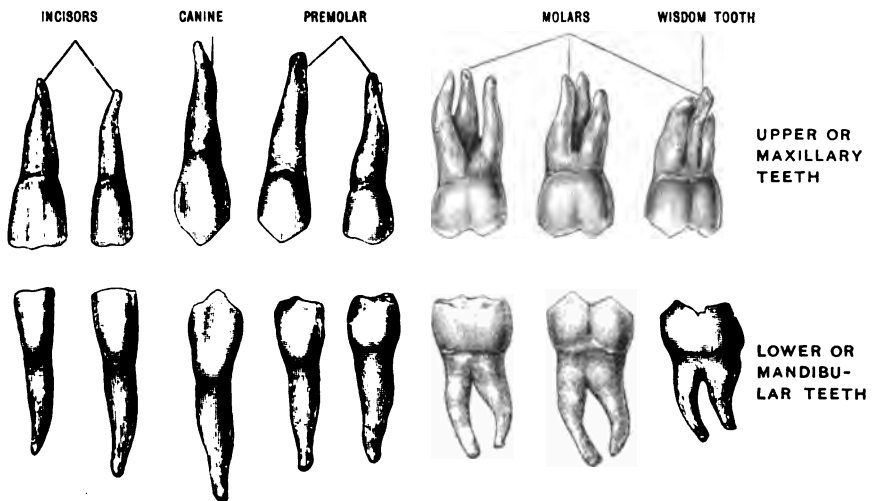 INCISORS CANINE PREMOLAR MOLARS WISDOM TOOTH
UPPER OR
MAXILLARY
TEETH
LOWER OR
MANDIBU-
LAR TEETH